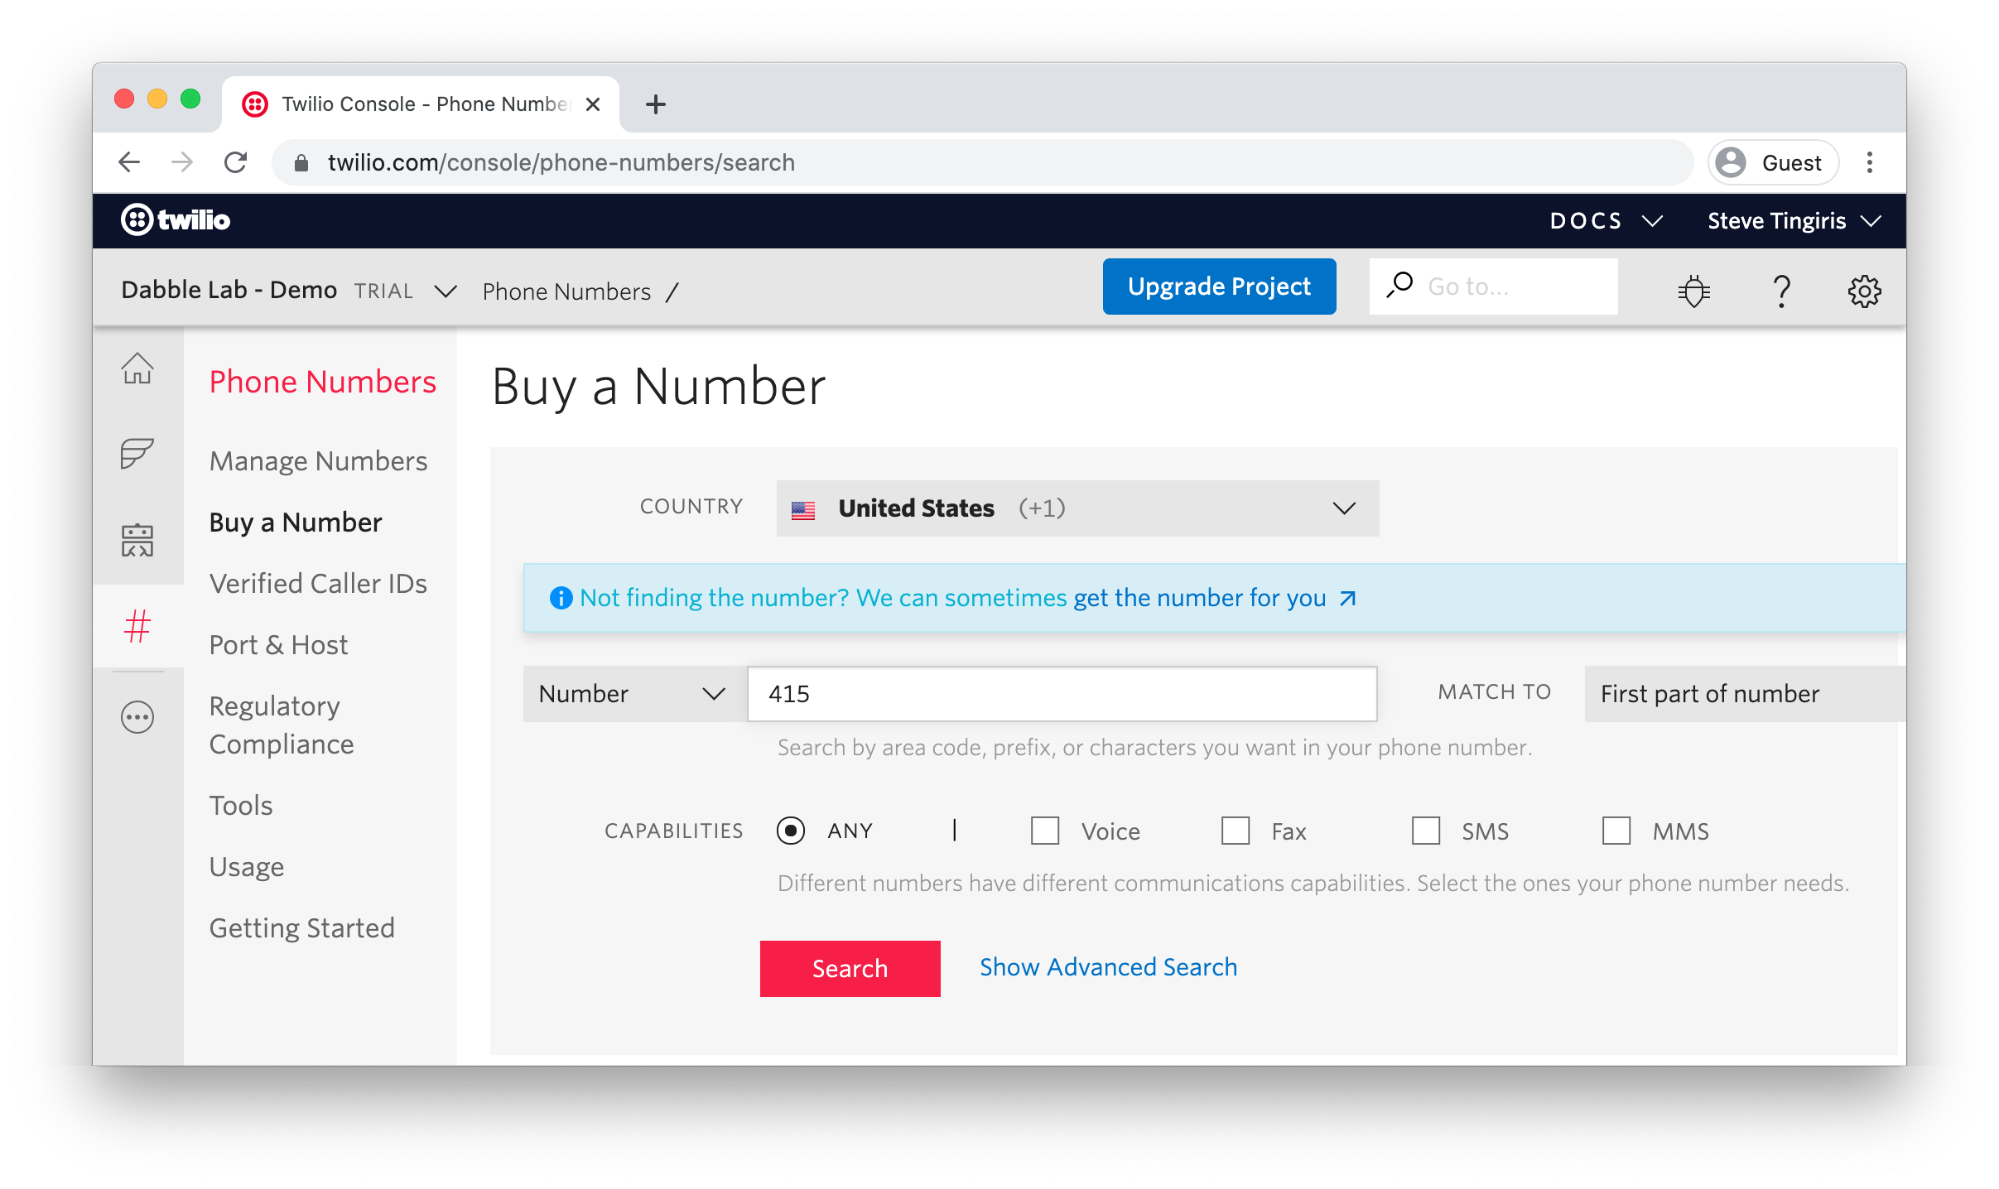 Twilio Console - Phone Numbe
twilio.com/console/phone-numbers/search
Guest
twilio
DOCS
Steve Tingiris
Dabble Lab - Demo TRIAL
Phone Numbers /
Upgrade Project
Go to...
Phone Numbers
Manage Numbers
Buy a Number
Verified Caller IDs
Port & Host
Regulatory
Compliance
Tools
Usage
Getting Started
Buy a Number
COUNTRY
United States (+1)
Not finding the number? We can sometimes get the number for you
Number
415
MATCH TO
First part of number
Search by area code, prefix, or characters you want in your phone number.
CAPABILITIES
ANY | Voice Fax SMS MMS
Different numbers have different communications capabilities. Select the ones your phone number needs.
Search
Show Advanced Search